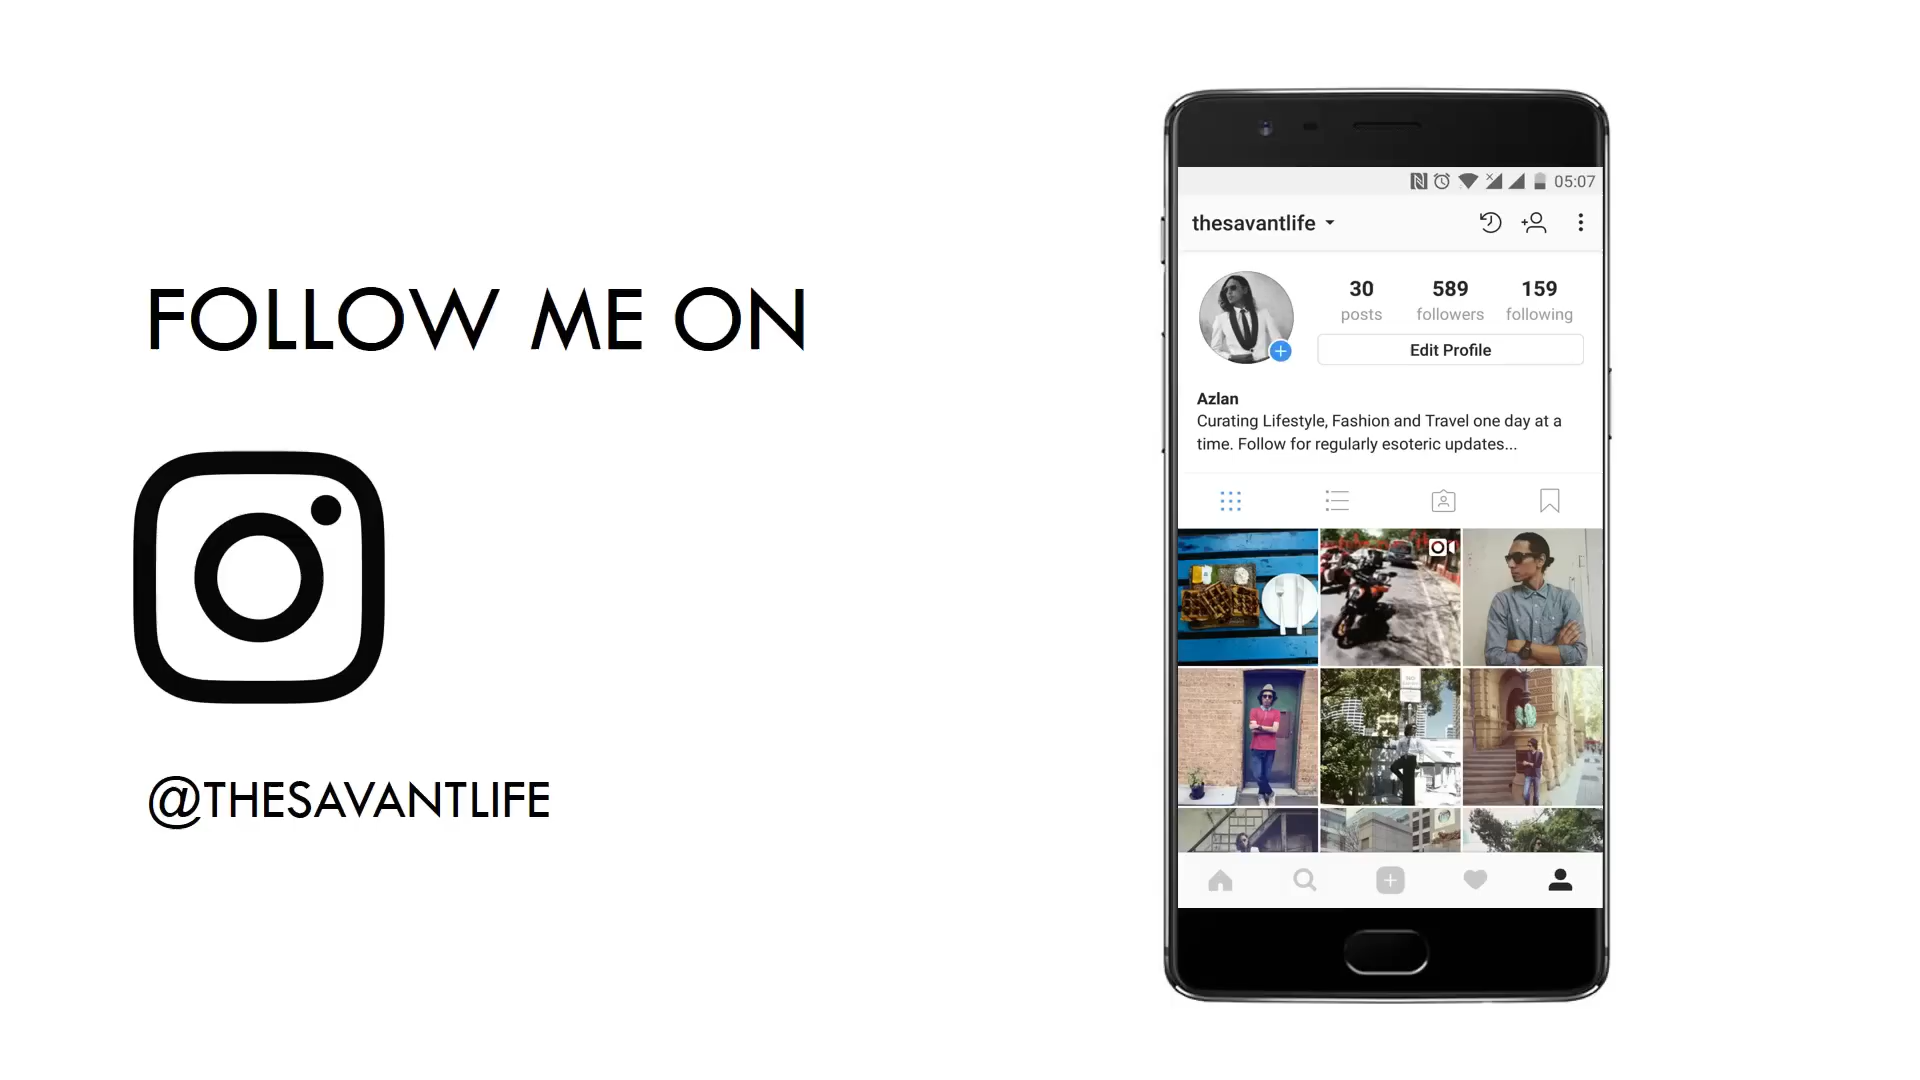 FOLLOW ME ON
@THESAVANTLIFE
05:07
thesavantlife
30 589 159
posts followers following
Edit Profile
Azlan
Curating Lifestyle, Fashion and Travel one day at a
time. Follow for regularly esoteric updates...